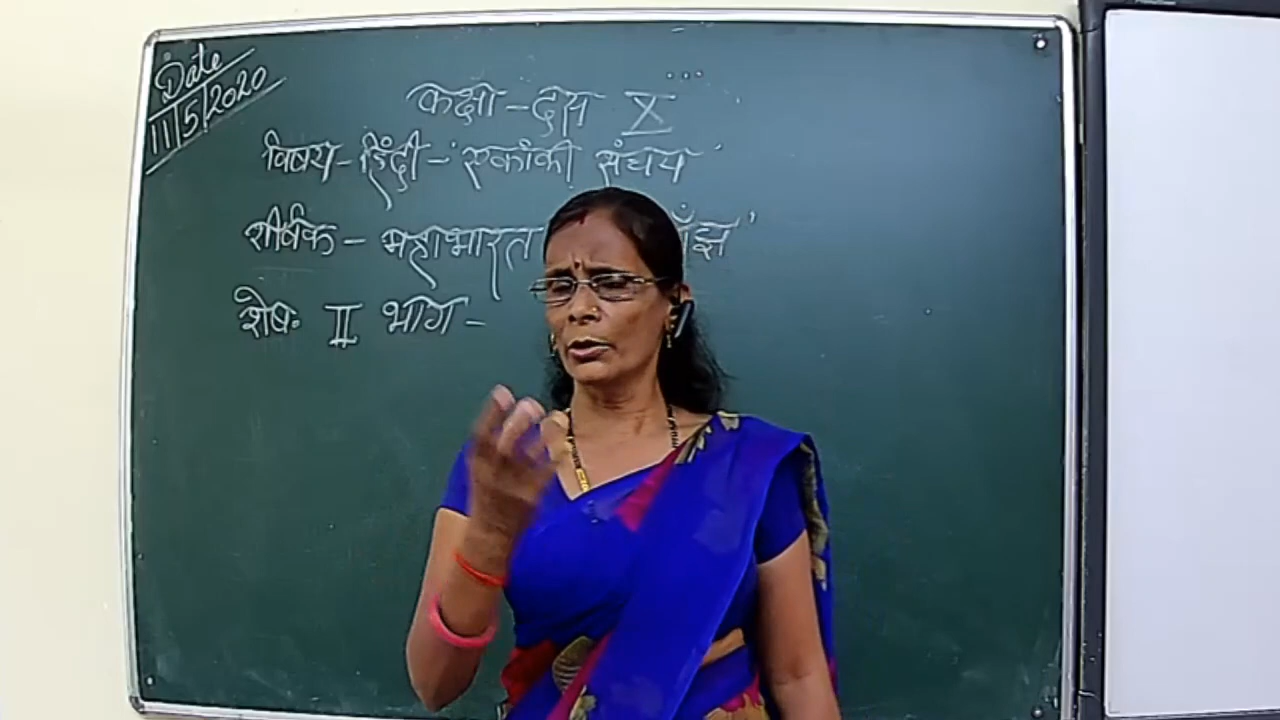 Date
11/5/2020
कक्षा - दस X
विषय - हिंदी - 'एकांकी संचय'
शीर्षक - महाभारत
शेष: II भाग -